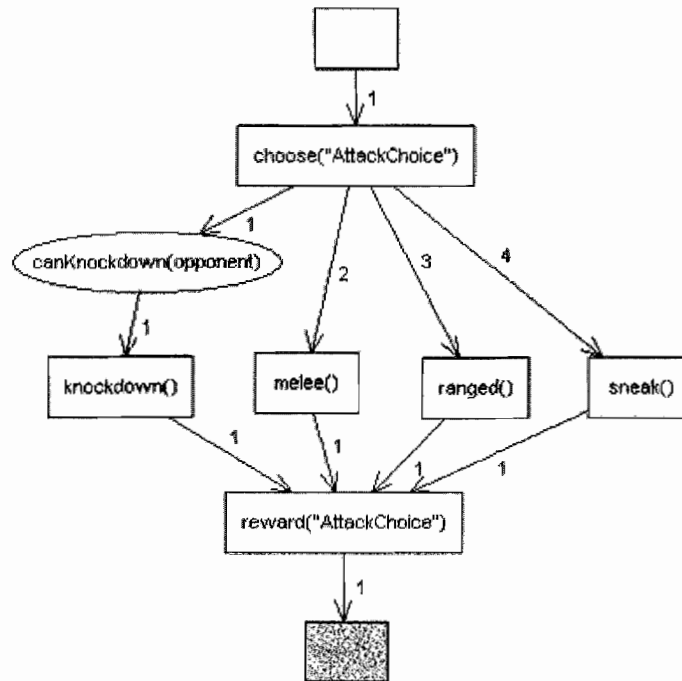 1
choose("AttackChoice")
1
2
3
4
canKnockdown(opponent)
1
knockdown()
melee()
ranged()
sneak()
1
1
1
1
reward("AttackChoice")
1